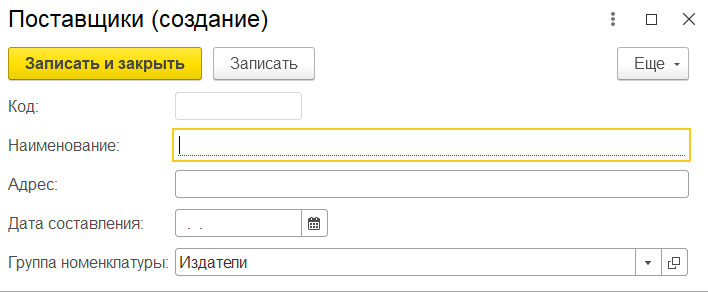 Поставщики (создание)
Записать и закрыть Записать Еще
Код:
Наименование:
Адрес:
Дата составления: . .
Группа номенклатуры: Издатели